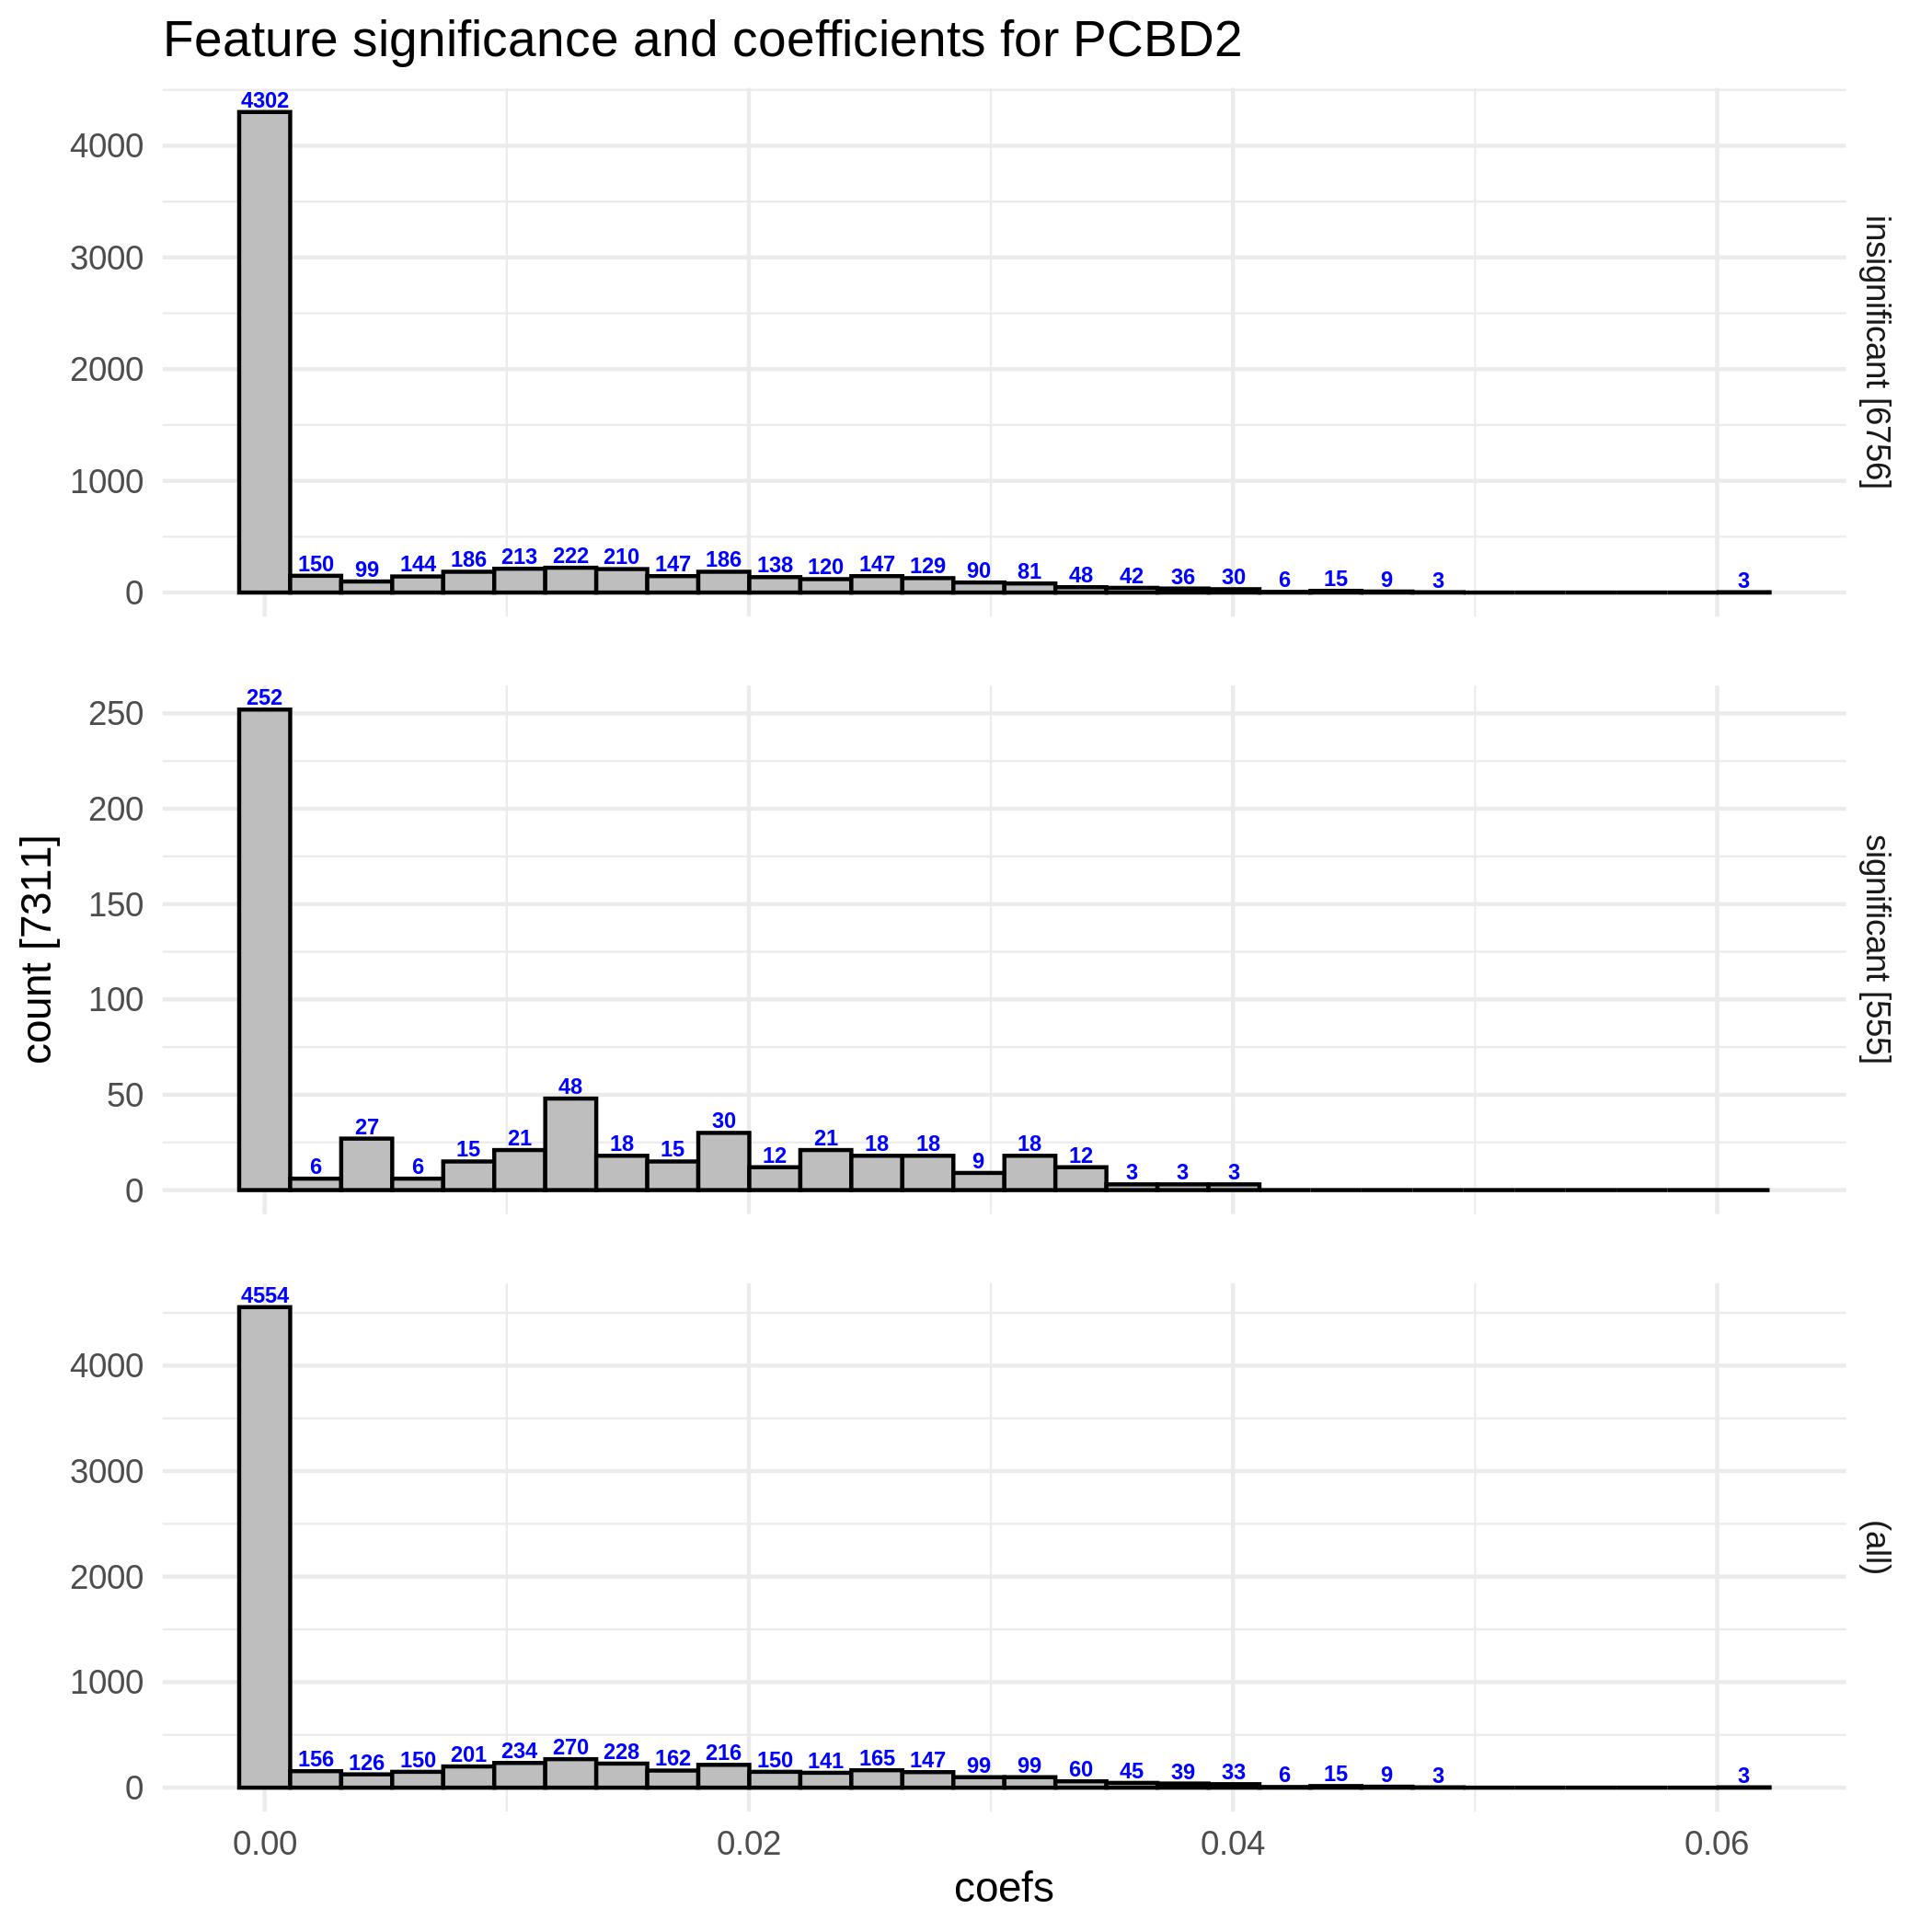 Feature significance and coefficients for PCBD2
4302
4000
3000
2000
1000
0
150 99 144 186 213 222 210 147 186 138 120 147 129 90 81 48 42 36 30 6 15 9 3 3
insignificant [6756]
252
250
200
150
100
50
0
6 27 6 15 21 48 18 15 30 12 21 18 18 9 18 12 3 3 3
significant [555]
count [7311]
4554
4000
3000
2000
1000
0
156 126 150 201 234 270 228 162 216 150 141 165 147 99 99 60 45 39 33 6 15 9 3 3
(all)
0.00 0.02 0.04 0.06
coefs